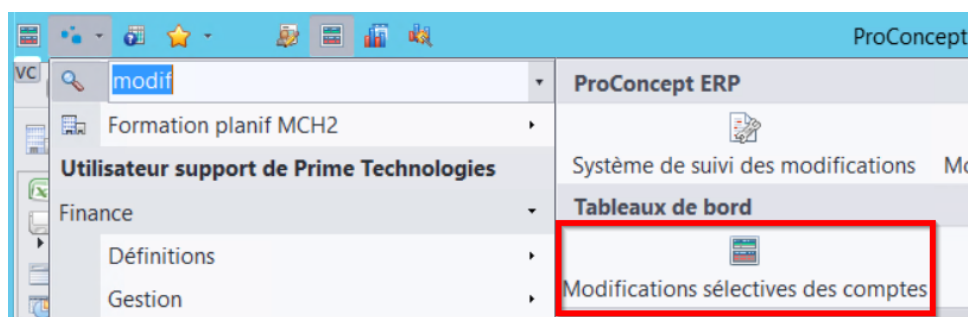 ProConcept
VC
modif
ProConcept ERP
Formation planif MCH2
Utilisateur support de Prime Technologies
Système de suivi des modifications
Finance
Tableaux de bord
Définitions
Modifications sélectives des comptes
Gestion